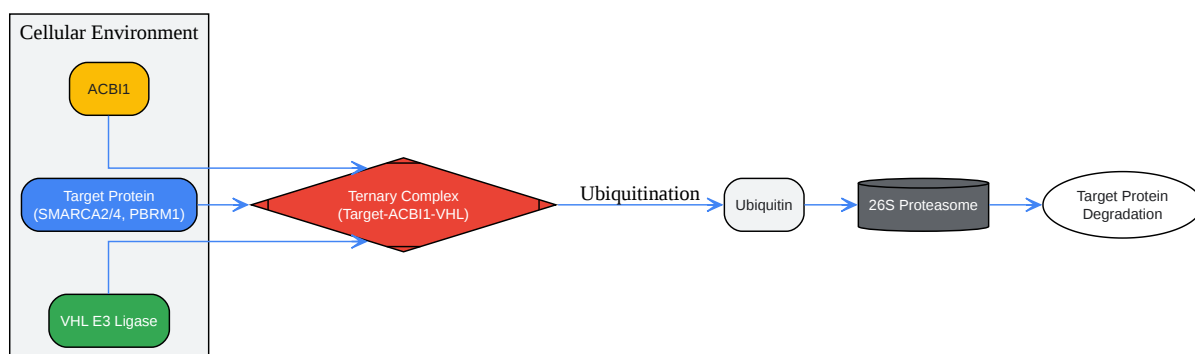 Cellular Environment
ACBI1
Target Protein
(SMARCA2/4, PBRM1)
VHL E3 Ligase
Ternary Complex
(Target-ACBI1-VHL)
Ubiquitination
Ubiquitin
26S Proteasome
Target Protein
Degradation